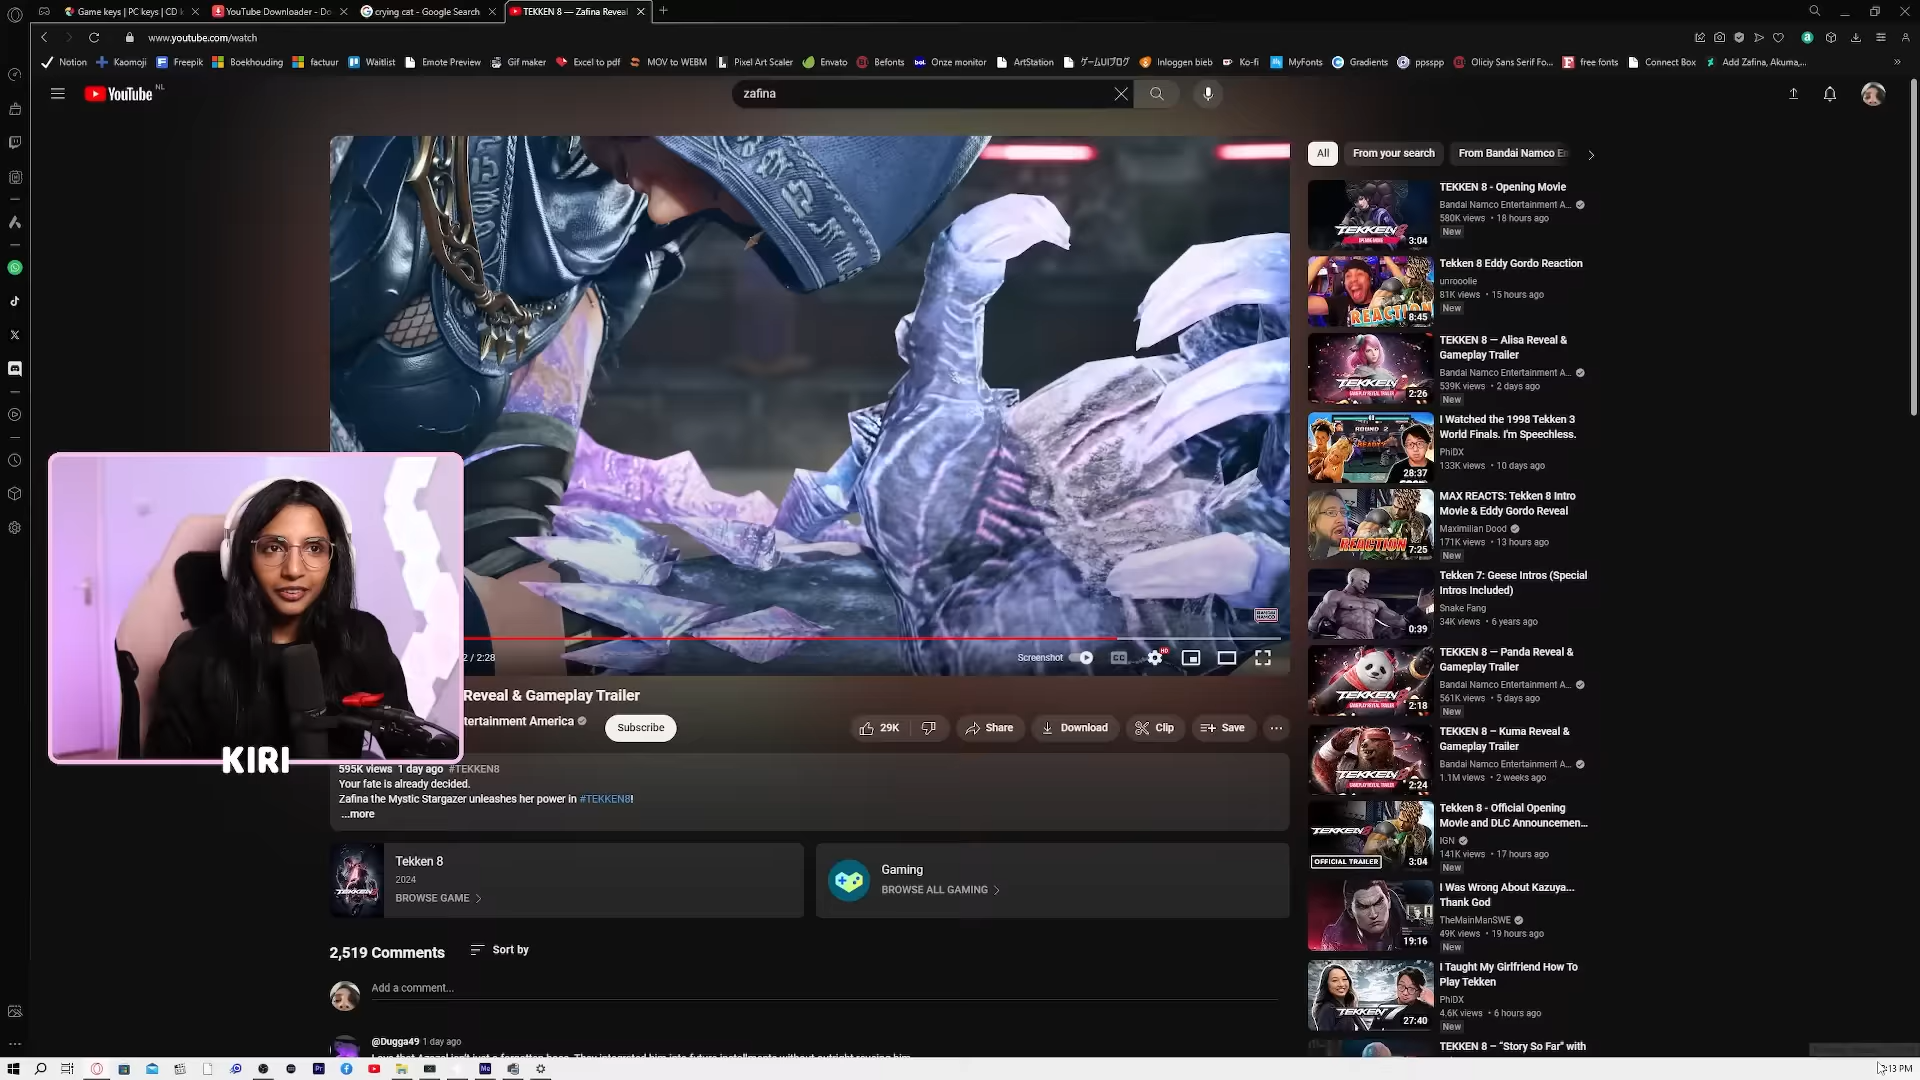 Game keys | PC keys | CD
YouTube Downloader - Do
crying cat - Google Search
TEKKEN 8 — Zafina Reveal
www.youtube.com/watch
Notion
Kaomoji
Freepik
Boekhouding
factuur
Waitlist
Emote Preview
Gif maker
Excel to pdf
MOV to WEBM
Pixel Art Scaler
Envato
Befonts
Onze monitor
ArtStation
ゲームUIブログ
Inloggen bieb
Ko-fi
MyFonts
Gradients
ppsspp
Oliciy Sans Serif Fo...
free fonts
Connect Box
Add Zafina, Akuma,...
YouTube NL
zafina
All
From your search
From Bandai Namco En
TEKKEN 8 - Opening Movie
Bandai Namco Entertainment A...
580K views • 18 hours ago
New
3:04
Tekken 8 Eddy Gordo Reaction
unrooolie
81K views • 15 hours ago
New
8:45
TEKKEN 8 — Alisa Reveal &
Gameplay Trailer
Bandai Namco Entertainment A...
539K views • 2 days ago
New
2:26
I Watched the 1998 Tekken 3
World Finals. I'm Speechless.
PhiDX
133K views • 10 days ago
28:37
MAX REACTS: Tekken 8 Intro
Movie & Eddy Gordo Reveal
Maximilian Dood
171K views • 13 hours ago
New
REACTION 7:25
Tekken 7: Geese Intros (Special
Intros Included)
Snake Fang
34K views • 6 years ago
0:39
TEKKEN 8 — Panda Reveal &
Gameplay Trailer
Bandai Namco Entertainment A...
561K views • 5 days ago
New
2:18
TEKKEN 8 – Kuma Reveal &
Gameplay Trailer
Bandai Namco Entertainment A...
1.1M views • 2 weeks ago
2:24
Tekken 8 - Official Opening
Movie and DLC Announcemen...
IGN
141K views • 17 hours ago
New
OFFICIAL TRAILER 3:04
I Was Wrong About Kazuya...
Thank God
TheMainManSWE
49K views • 19 hours ago
New
19:16
I Taught My Girlfriend How To
Play Tekken
PhiDX
4.6K views • 6 hours ago
New
27:40
TEKKEN 8 – "Story So Far" with
2 / 2:28
Screenshot
CC
HD
KIRI
Reveal & Gameplay Trailer
tertainment America
Subscribe
29K
Share
Download
Clip
Save
595K views 1 day ago #TEKKEN8
Your fate is already decided.
Zafina the Mystic Stargazer unleashes her power in #TEKKEN8!
...more
Tekken 8
2024
BROWSE GAME
Gaming
BROWSE ALL GAMING
2,519 Comments
Sort by
Add a comment...
@Dugga49 1 day ago
:13 PM